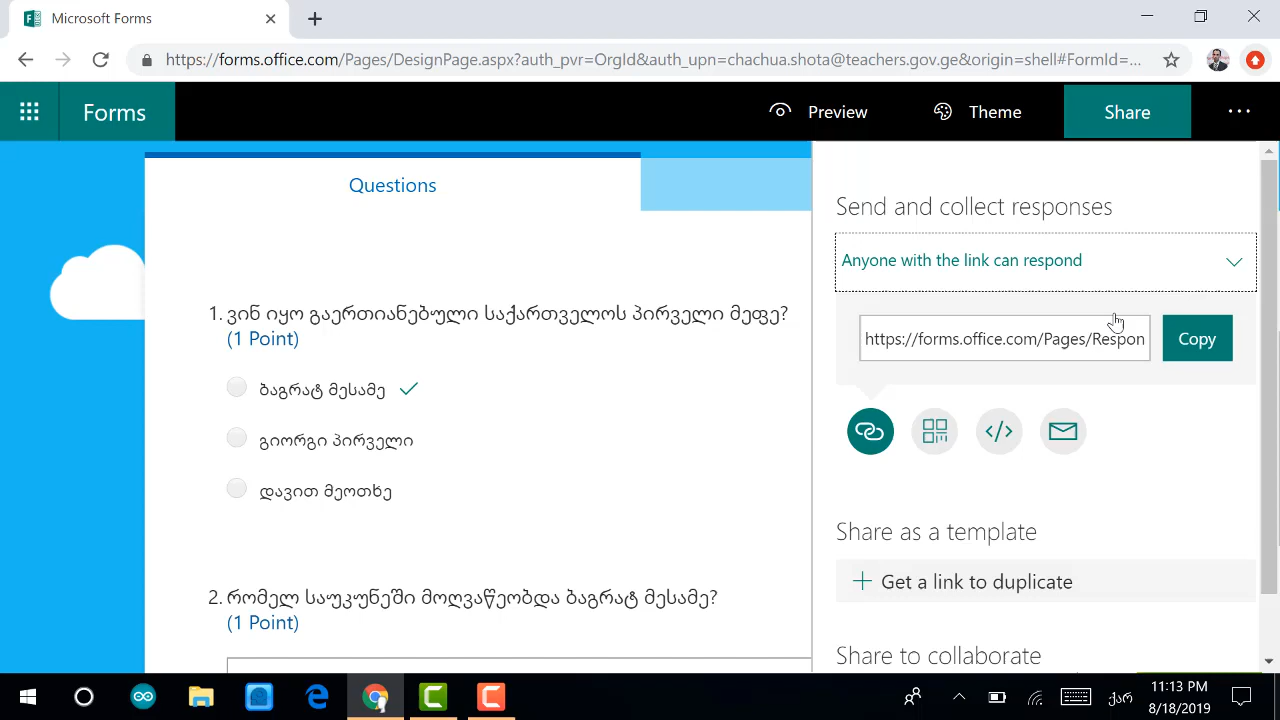 Microsoft Forms
https://forms.office.com/Pages/DesignPage.aspx?auth_pvr=OrgId&auth_upn=chachua.shota@teachers.gov.ge&origin=shell#FormId=...
Forms
Preview
Theme
Share
Questions
1. ვინ იყო გაერთიანებული საქართველოს პირველი მეფე?
(1 Point)
ბაგრატ მესამე
გიორგი პირველი
დავით მეოთხე
2. რომელ საუკუნეში მოღვაწეობდა ბაგრატ მესამე?
(1 Point)
Send and collect responses
Anyone with the link can respond
https://forms.office.com/Pages/Respon
Copy
Share as a template
Get a link to duplicate
Share to collaborate
ქარ
11:13 PM
8/18/2019